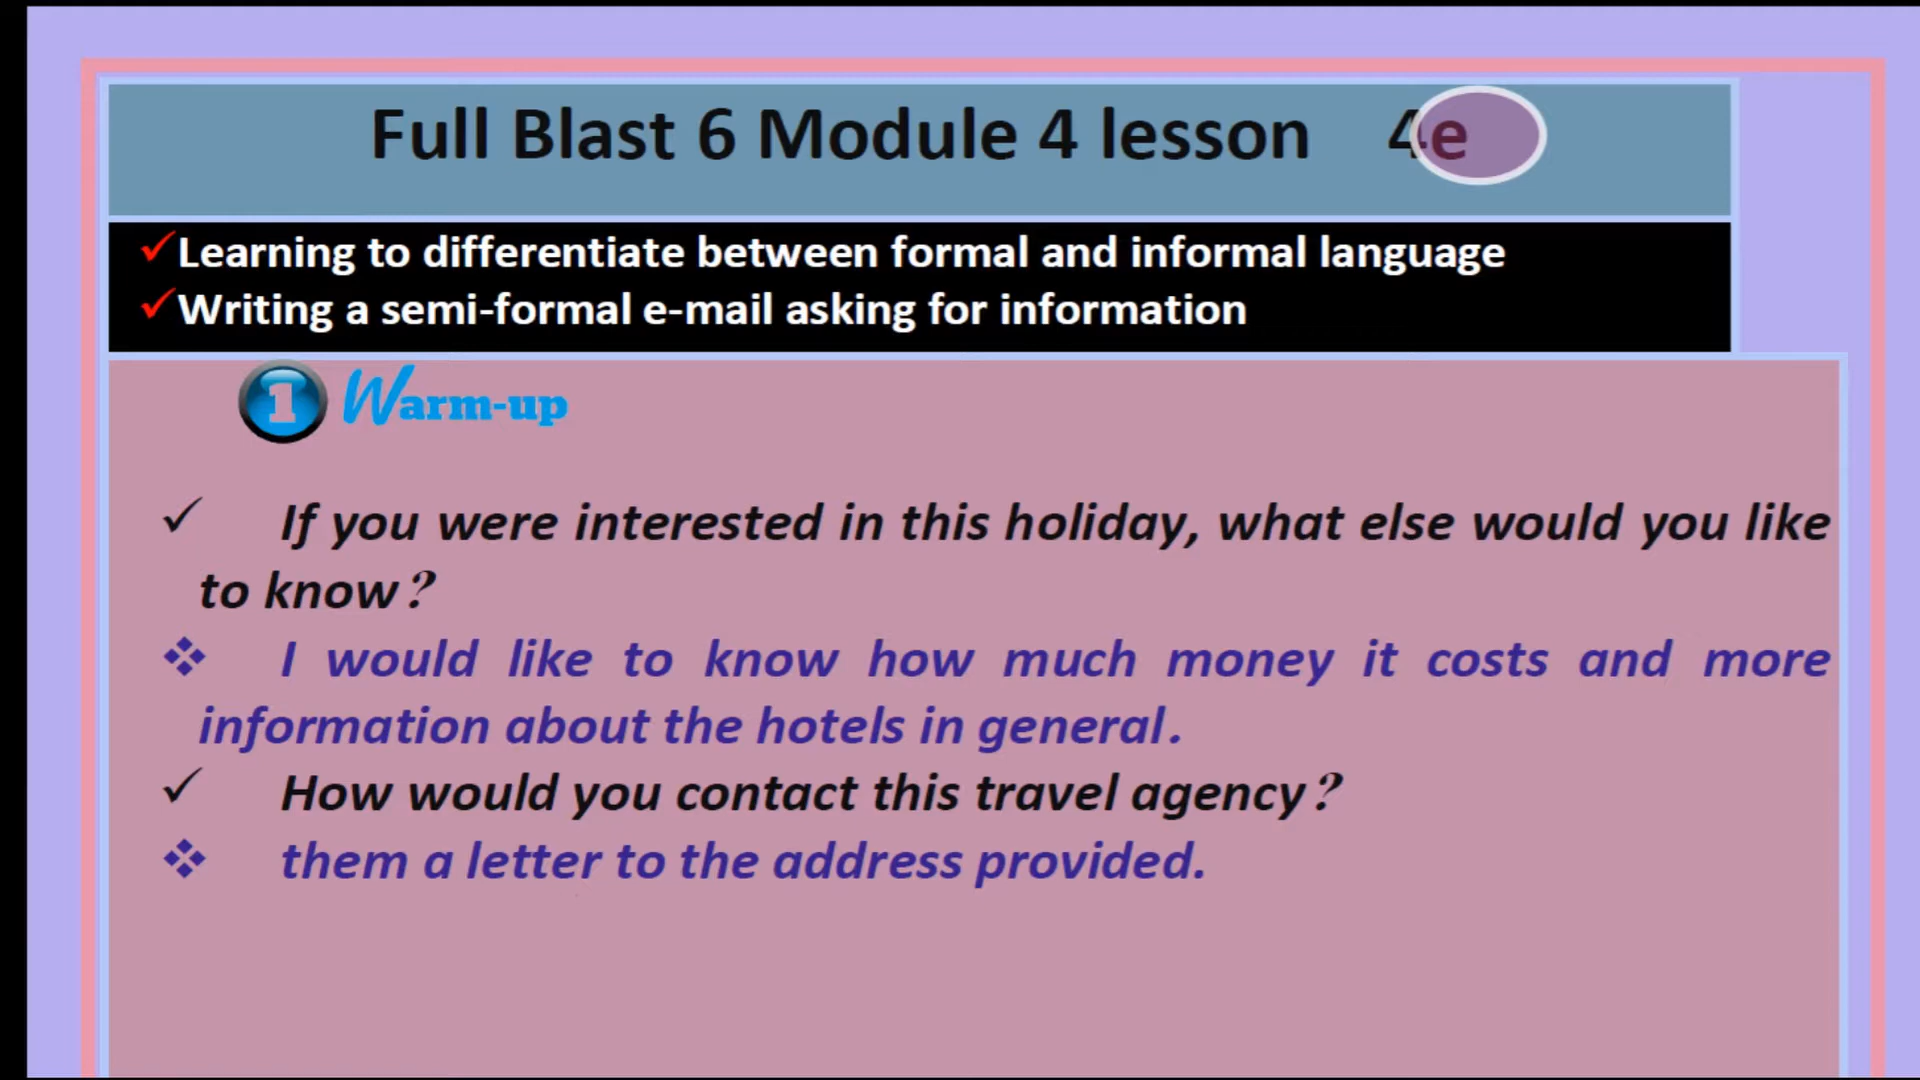 Full Blast 6 Module 4 lesson 4e
✓Learning to differentiate between formal and informal language
✓Writing a semi-formal e-mail asking for information
1 Warm-up
✓ If you were interested in this holiday, what else would you like
to know?
❖ I would like to know how much money it costs and more
information about the hotels in general.
✓ How would you contact this travel agency?
❖ them a letter to the address provided.